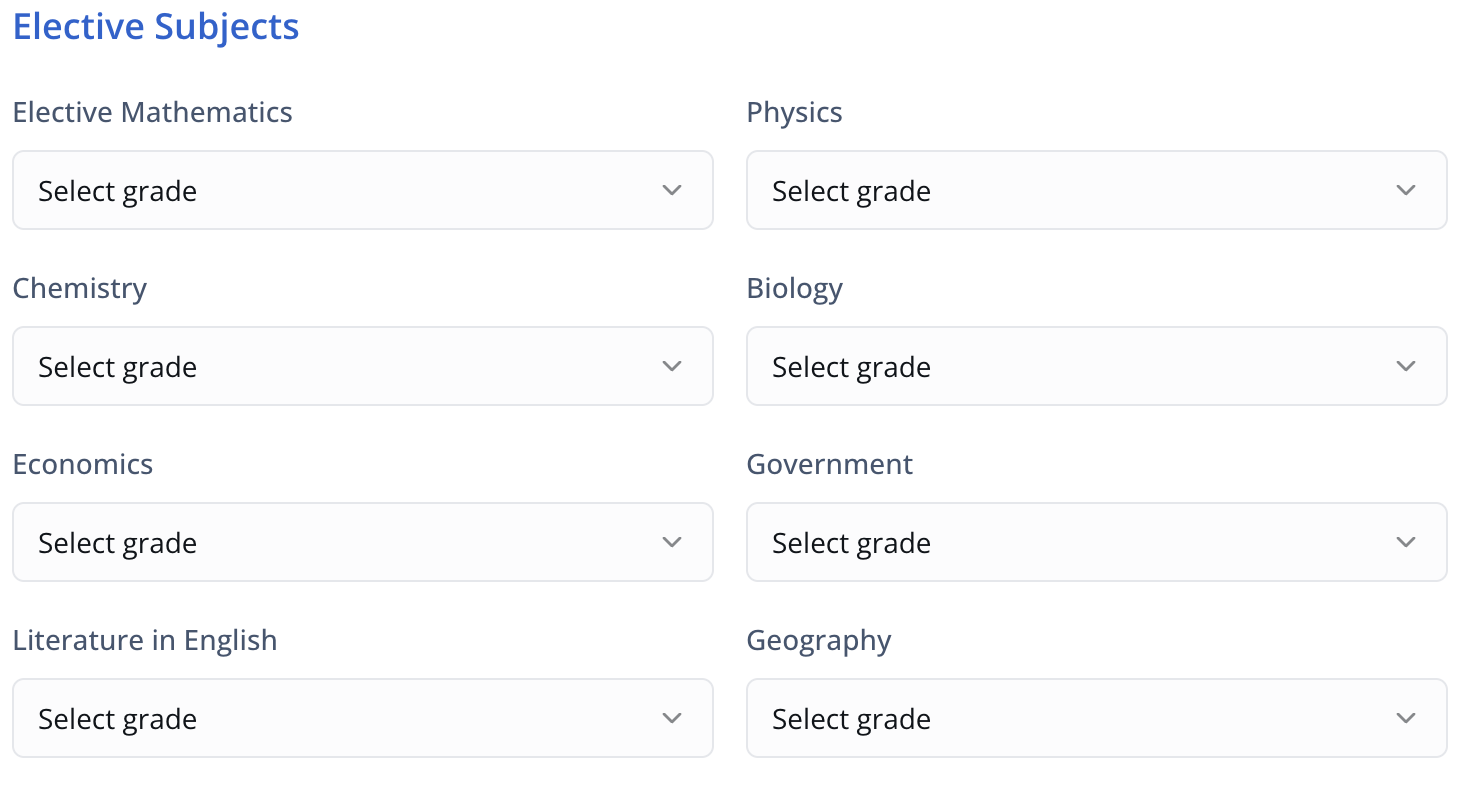 Elective Subjects
Elective Mathematics
Physics
Select grade
Select grade
Chemistry
Biology
Select grade
Select grade
Economics
Government
Select grade
Select grade
Literature in English
Geography
Select grade
Select grade